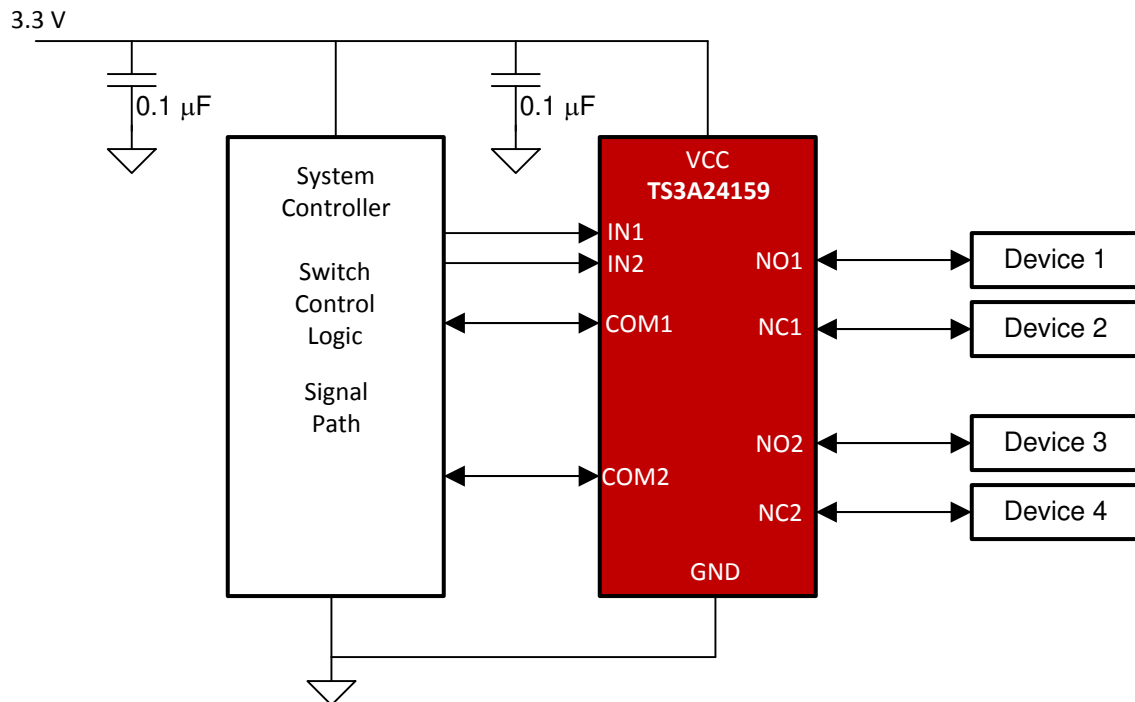 3.3 V
0.1 μF
0.1 μF
System
Controller
Switch
Control
Logic
Signal
Path
VCC
TS3A24159
IN1
IN2
COM1
COM2
NO1
NC1
NO2
NC2
GND
Device 1
Device 2
Device 3
Device 4